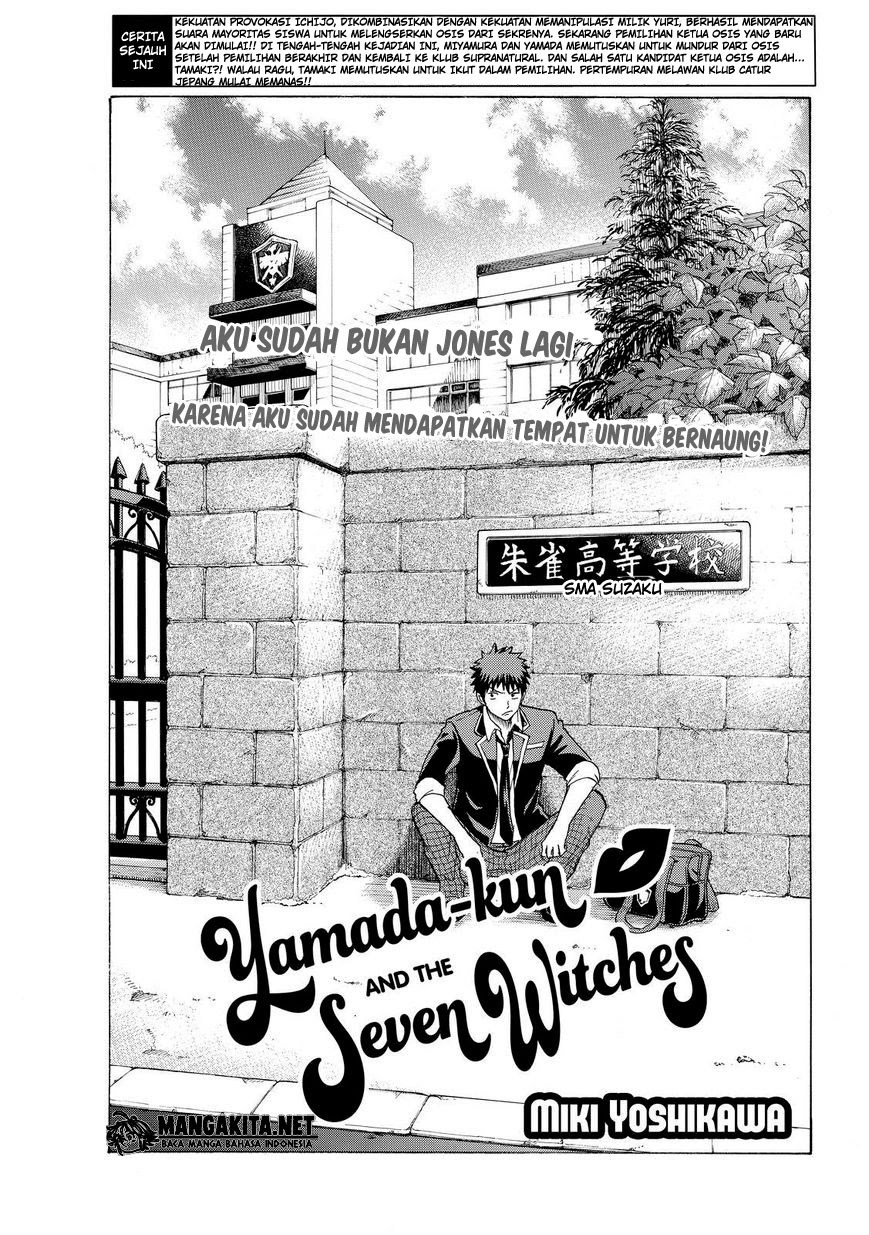 CERITA
SEJAUH
INI
KEKUATAN PROVOKASI ICHIJO, DIKOMBINASIKAN DENGAN KEKUATAN MEMANIPULASI MILIK YURI, BERHASIL MENDAPATKAN
SUARA MAYORITAS SISWA UNTUK MELENGSERKAN OSIS DARI SEKRENYA. SEKARANG PEMILIHAN KETUA OSIS YANG BARU
AKAN DIMULAI!! DI TENGAH-TENGAH KEJADIAN INI, MIYAMURA DAN YAMADA MEMUTUSKAN UNTUK MUNDUR DARI OSIS
SETELAH PEMILIHAN BERAKHIR DAN KEMBALI KE KLUB SUPRANATURAL. DAN SALAH SATU KANDIDAT KETUA OSIS ADALAH...
TAMAKI?! WALAU RAGU, TAMAKI MEMUTUSKAN UNTUK IKUT DALAM PEMILIHAN. PERTEMPURAN MELAWAN KLUB CATUR
JEPANG MULAI MEMANAS!!
AKU SUDAH BUKAN JONES LAGI
KARENA AKU SUDAH MENDAPATKAN TEMPAT UNTUK BERNAUNG!
朱雀高等学校
SMA SUZAKU
Yamada-kun
AND THE
Seven Witches
MIKI YOSHIKAWA
MANGAKITA.NET
BACA MANGA BAHASA INDONESIA